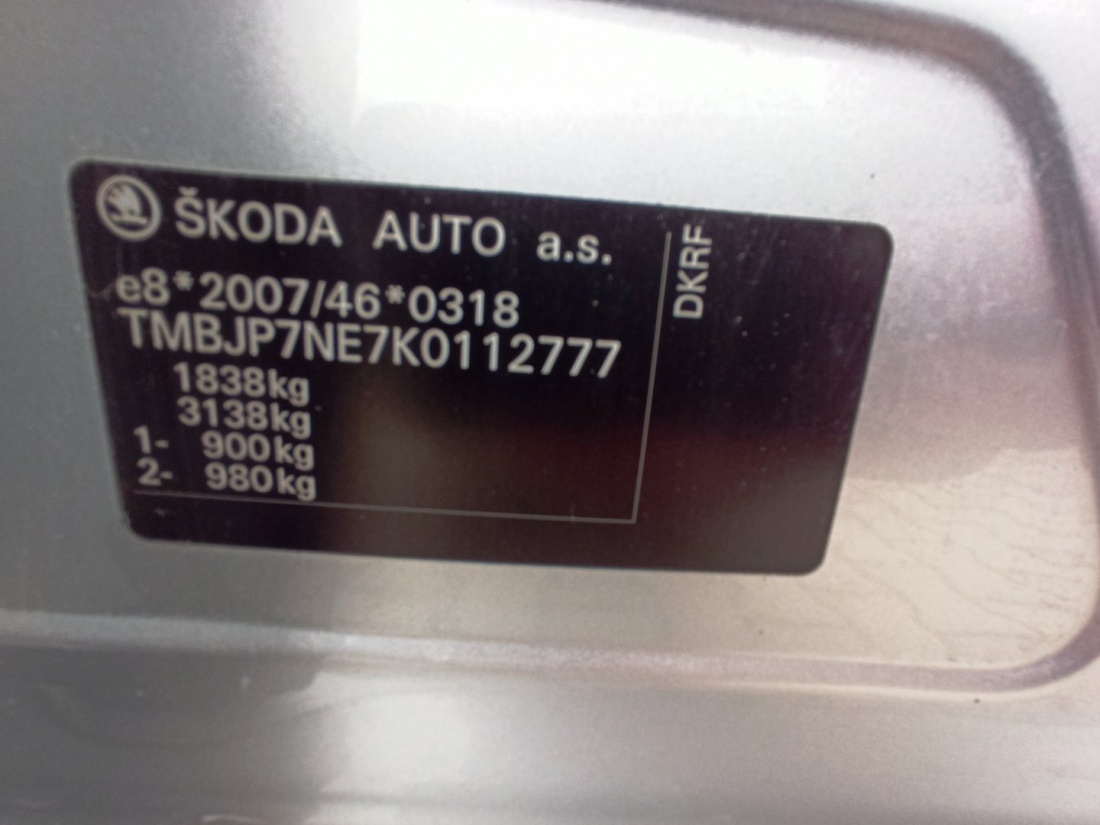 ŠKODA AUTO a.s.
e8*2007/46*0318
TMBJP7NE7K0112777
1838kg
3138kg
1- 900kg
2- 980kg
DKRF